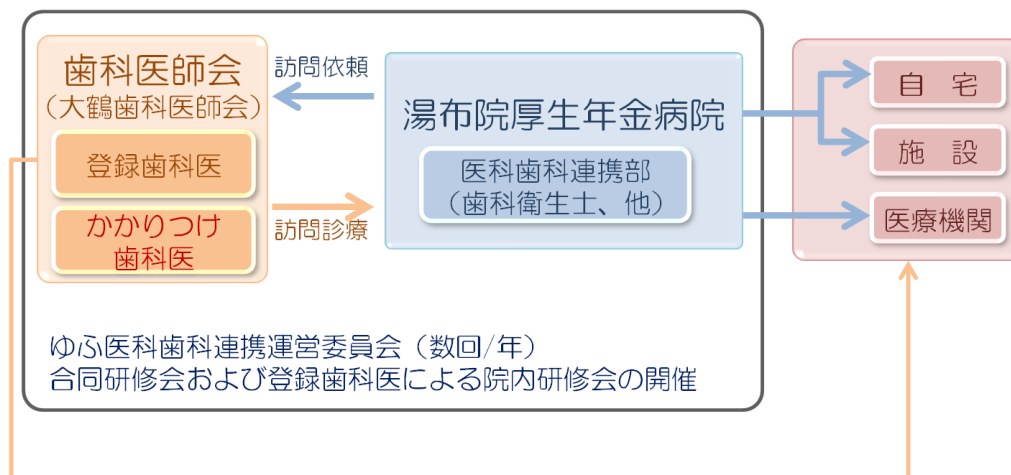 歯科医師会
（大鶴歯科医師会）
登録歯科医
かかりつけ
歯科医
訪問依頼
訪問診療
湯布院厚生年金病院
医科歯科連携部
（歯科衛生士、他）
自　宅
施　設
医療機関
ゆふ医科歯科連携運営委員会（数回/年）
合同研修会および登録歯科医による院内研修会の開催